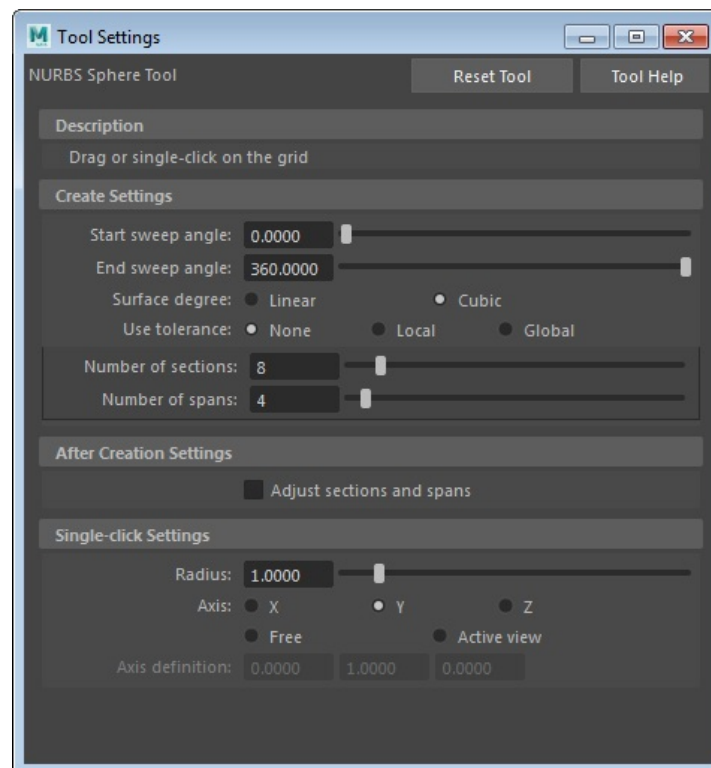 Tool Settings
NURBS Sphere Tool Reset Tool Tool Help
Description
Drag or single-click on the grid
Create Settings
Start sweep angle: 0.0000
End sweep angle: 360.0000
Surface degree: Linear Cubic
Use tolerance: None Local Global
Number of sections: 8
Number of spans: 4
After Creation Settings
Adjust sections and spans
Single-click Settings
Radius: 1.0000
Axis: X Y Z
Free Active view
Axis definition: 0.0000 1.0000 0.0000